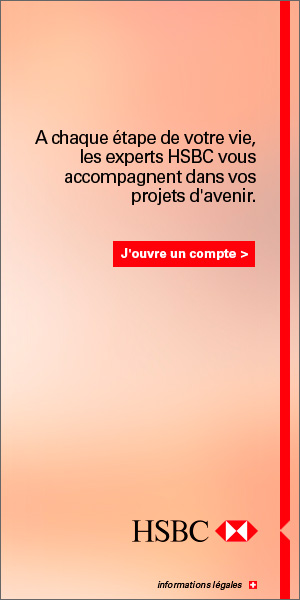 A chaque étape de votre vie,
les experts HSBC vous
accompagnent dans vos
projets d'avenir.
J'ouvre un compte >
HSBC
informations légales +